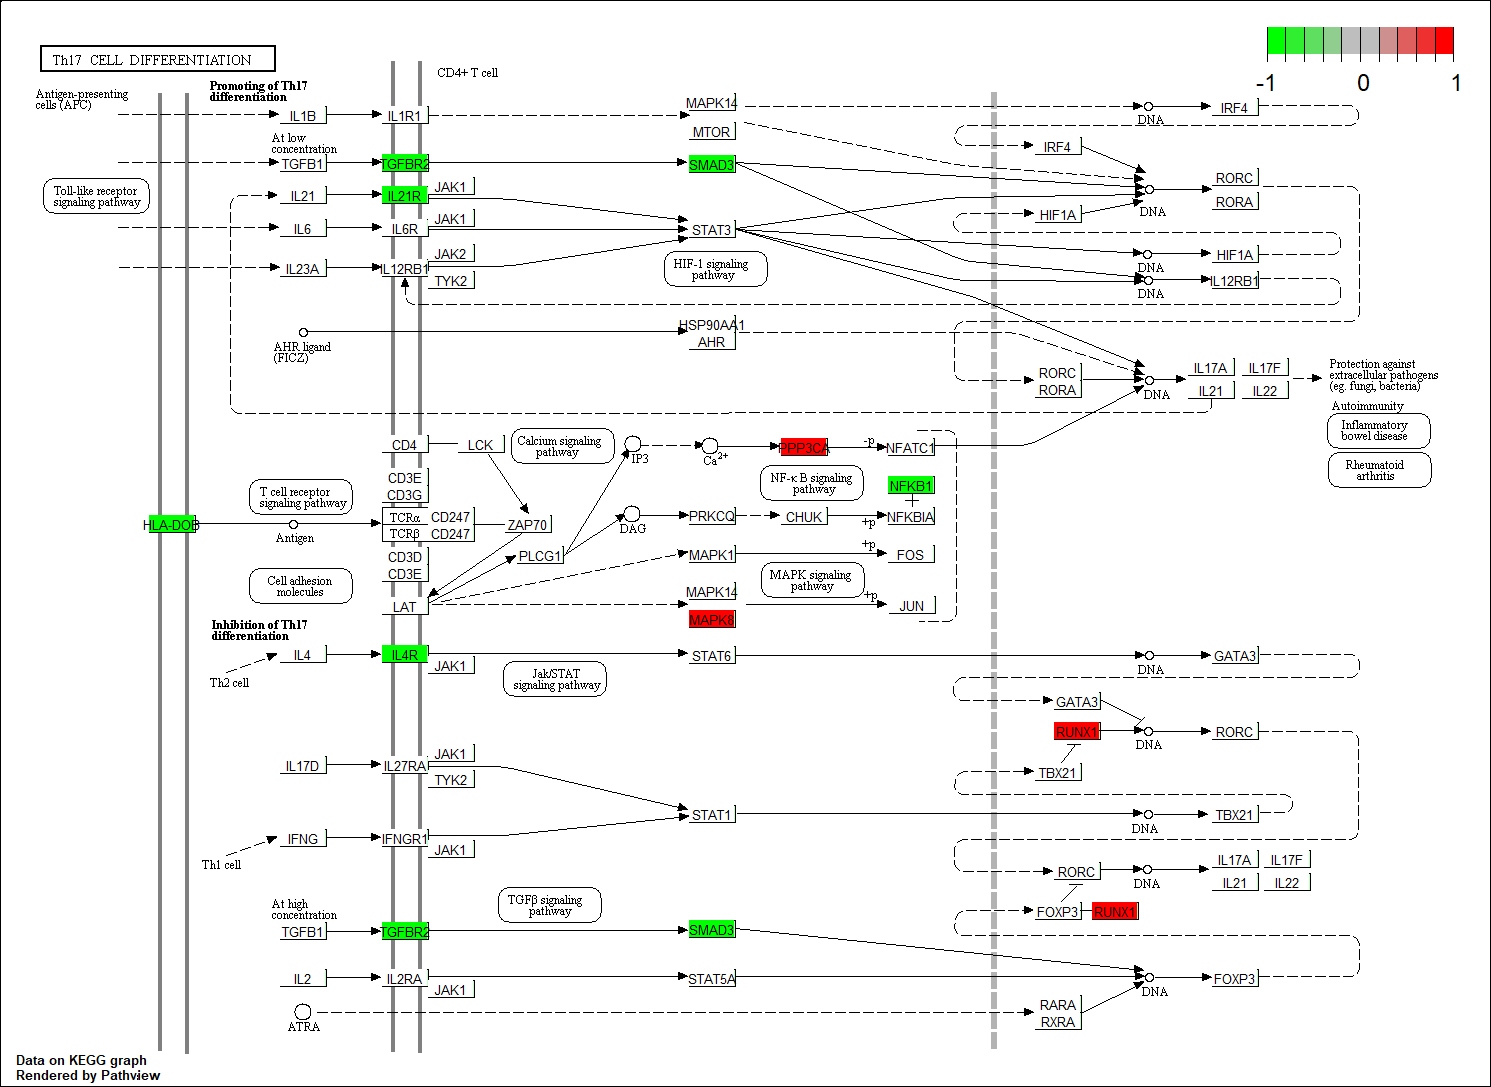 Th17 CELL DIFFERENTIATION
-1 0 1
CD4+ T cell
Antigen-presenting
cells (APC)
Promoting of Th17
differentiation
IL1B
IL1R1
MAPK14
MTOR
DNA
IRF4
At low
concentration
TGFB1
TGFBR2
SMAD3
IRF4
Toll-like receptor
signaling pathway
IL21
IL21R
JAK1
RORC
RORA
HIF1A
DNA
IL6
IL6R
JAK1
STAT3
IL23A
IL12RB1
JAK2
TYK2
HIF-1 signaling
pathway
DNA
HIF1A
DNA
IL12RB1
AHR ligand
(FICZ)
HSP90AA1
AHR
RORC
RORA
DNA
IL17A
IL17F
IL21
IL22
Protection against
extracellular pathogens
(eg. fungi, bacteria)
Autoimmunity
Inflammatory
bowel disease
Rheumatoid
arthritis
CD4
LCK
Calcium signaling
pathway
IP3
Ca2+
PPP3CA
-p
NFATC1
CD3E
CD3G
NF-κB signaling
pathway
NFKB1
T cell receptor
signaling pathway
HLA-DOB
Antigen
TCRα
CD247
TCRβ
CD247
ZAP70
DAG
PRKCQ
CHUK
+p
NFKBIA
PLCG1
CD3D
CD3E
MAPK1
+p
FOS
Cell adhesion
molecules
LAT
MAPK14
MAPK8
MAPK signaling
pathway
+p
JUN
Inhibition of Th17
differentiation
IL4
Th2 cell
IL4R
JAK1
Jak/STAT
signaling pathway
STAT6
DNA
GATA3
GATA3
RUNX1
DNA
RORC
TBX21
IL17D
IL27RA
JAK1
TYK2
STAT1
DNA
TBX21
IFNG
Th1 cell
IFNGR1
JAK1
RORC
DNA
IL17A
IL17F
IL21
IL22
FOXP3
RUNX1
At high
concentration
TGFB1
TGFBR2
TGFβ signaling
pathway
SMAD3
IL2
IL2RA
JAK1
STAT5A
DNA
FOXP3
ATRA
RARA
RXRA
Data on KEGG graph
Rendered by Pathview